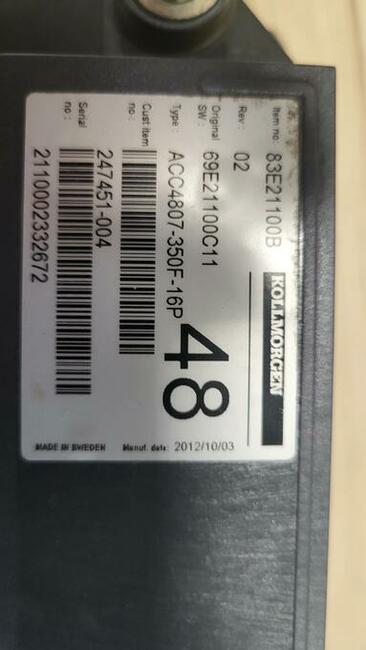 KOLLMORGEN
Item no: 83E21100B
Rev: 02
Original SW: 69E21100C11
Type: ACC4807-350F-16P
48
Cust item no: 247451-004
Serial no: 2110002332672
MADE IN SWEDEN Manuf. date: 2012/10/03